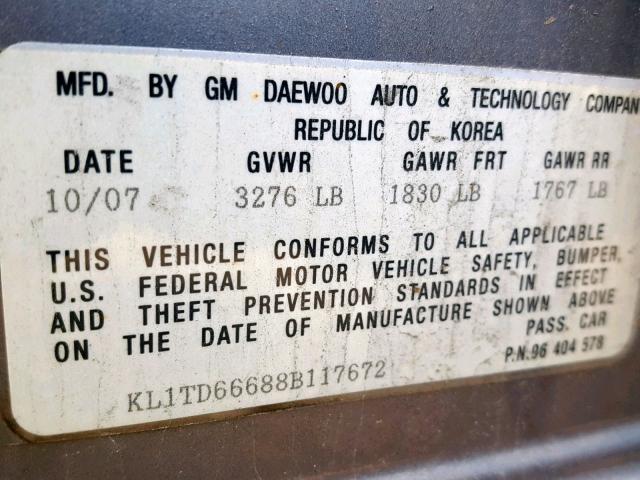 MFD. BY GM DAEWOO AUTO & TECHNOLOGY COMPAN
REPUBLIC OF KOREA
DATE GVWR GAWR FRT GAWR RR
10/07 3276 LB 1830 LB 1767 LB
THIS VEHICLE CONFORMS TO ALL APPLICABLE
U.S. FEDERAL MOTOR VEHICLE SAFETY, BUMPER,
AND THEFT PREVENTION STANDARDS IN EFFECT
ON THE DATE OF MANUFACTURE SHOWN ABOVE
PASS. CAR
KL1TD66688B117672 P.N.96 404 578